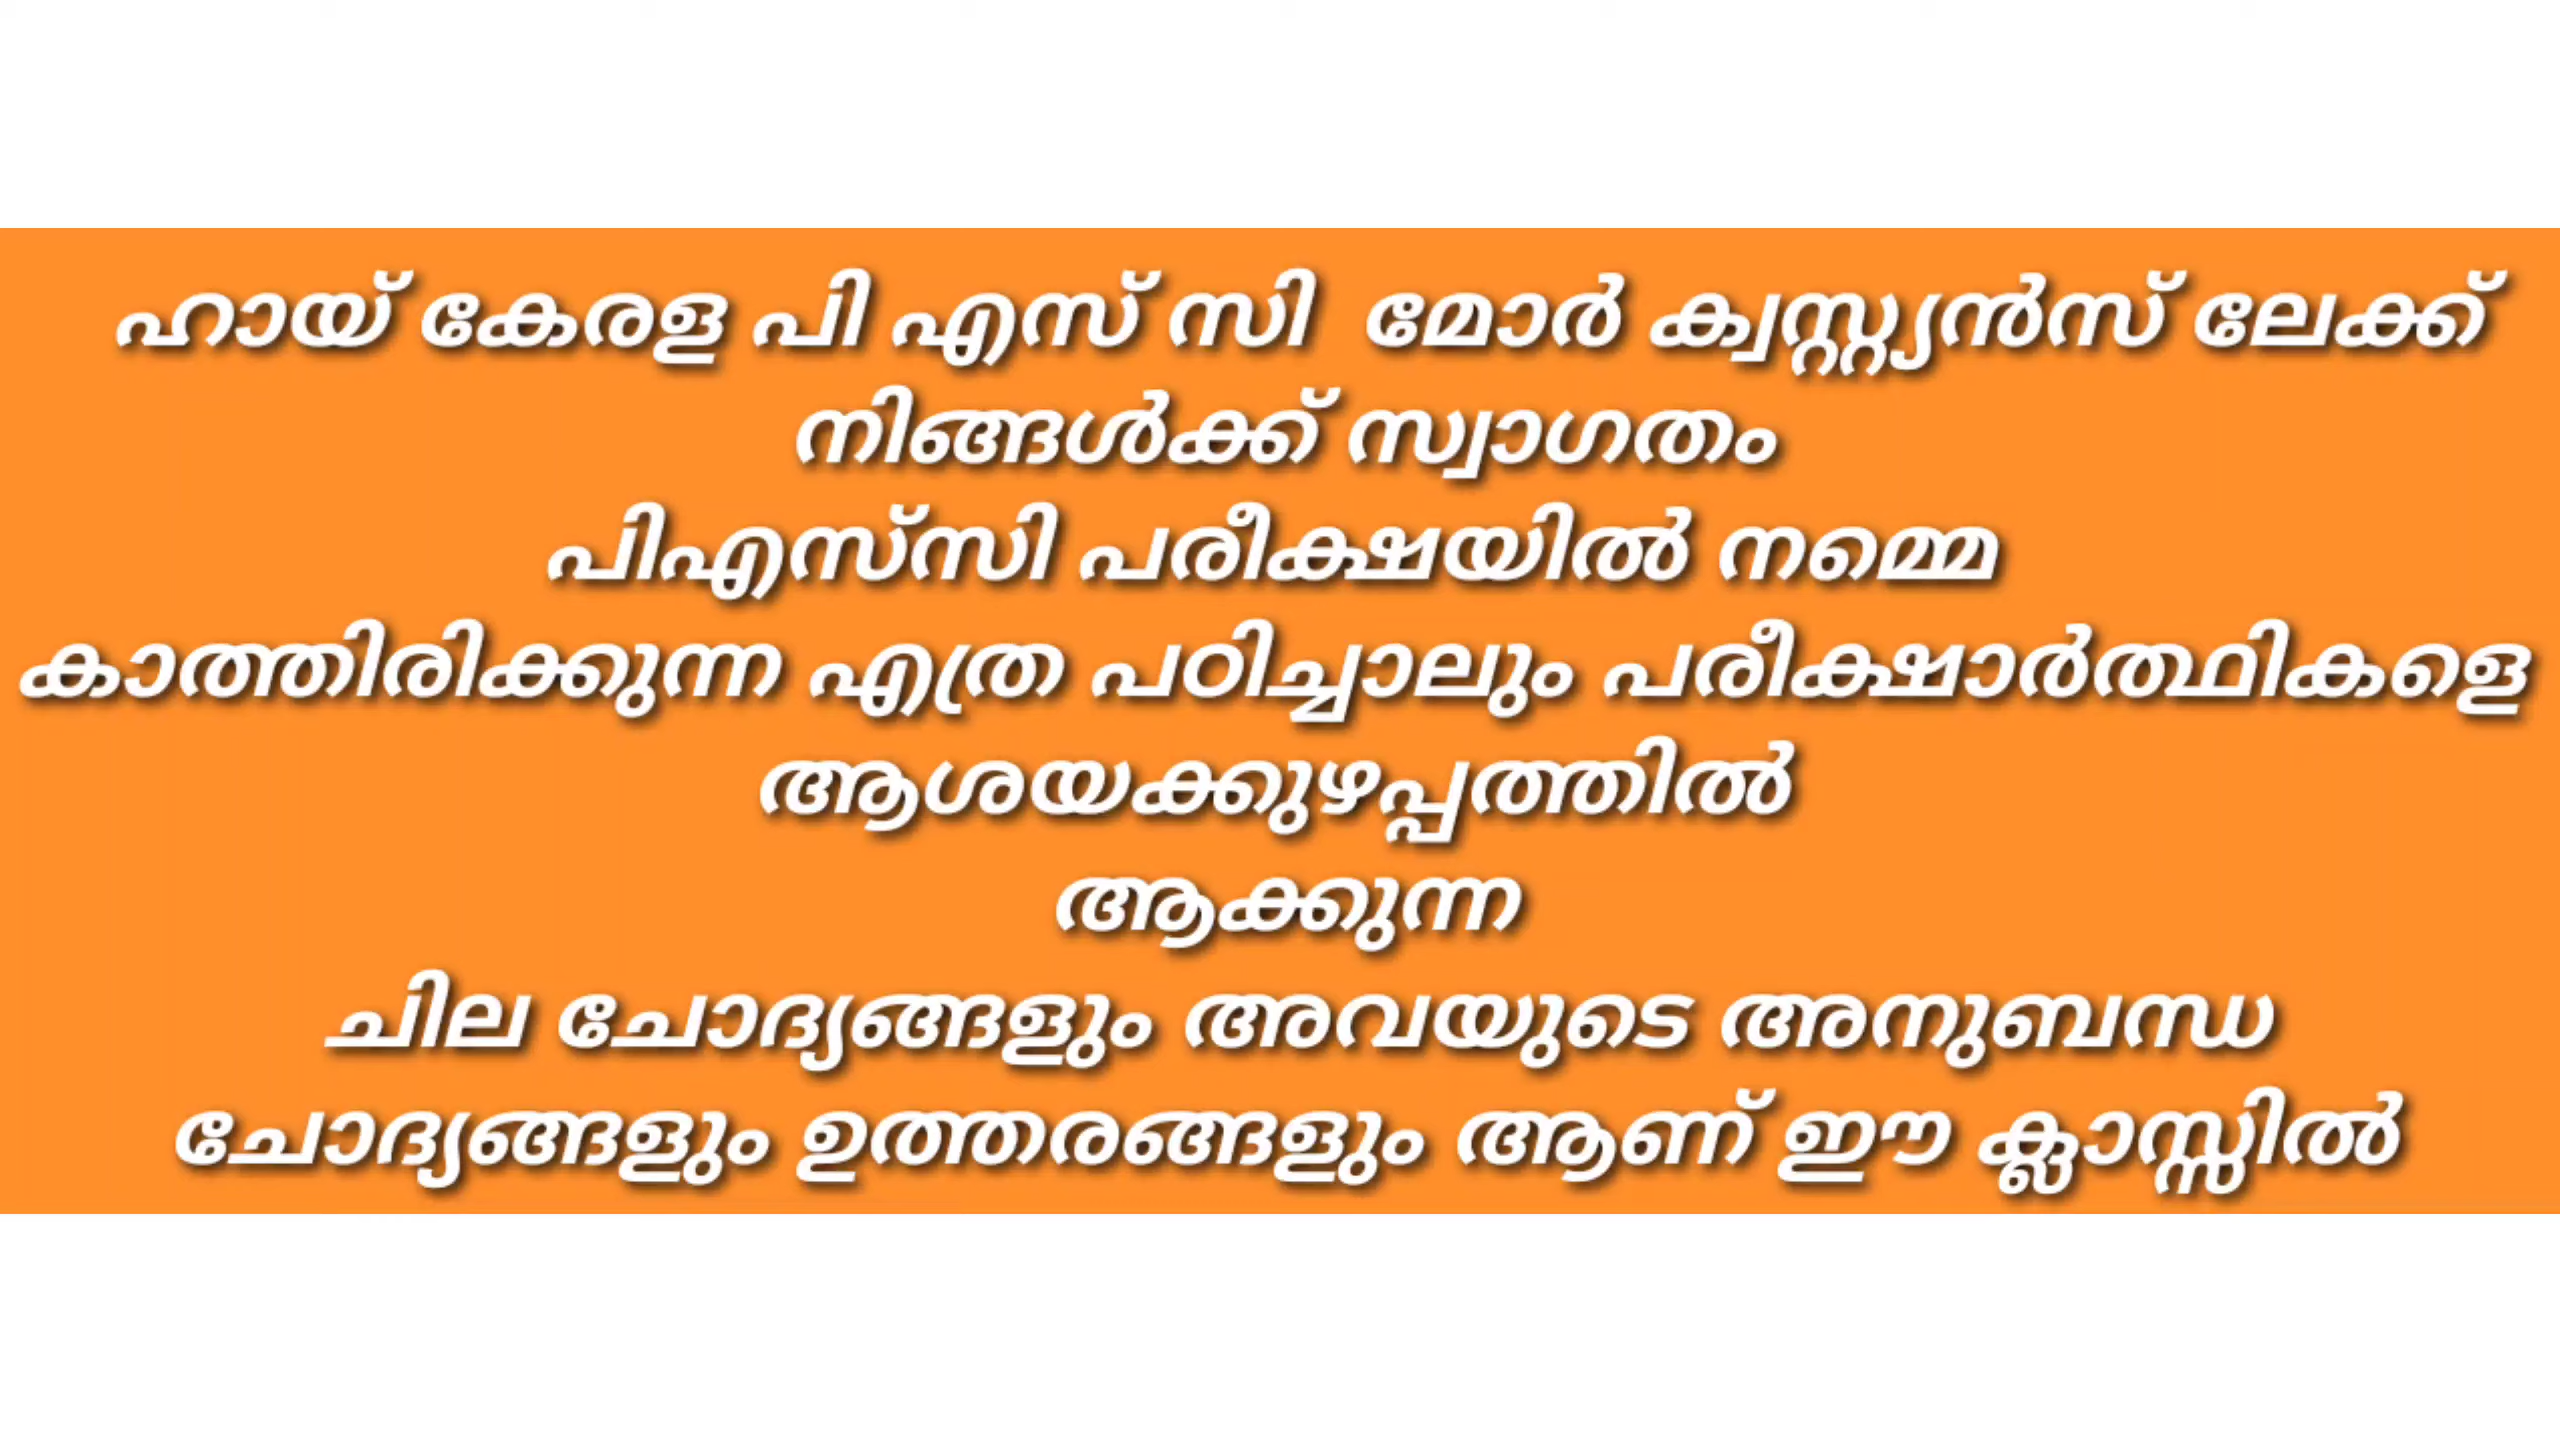 ഹായ് കേരള പി എസ് സി മോർ ക്വസ്റ്റ്യൻസ് ലേക്ക്
നിങ്ങൾക്ക് സ്വാഗതം
പിഎസ്സി പരീക്ഷയിൽ നമ്മെ
കാത്തിരിക്കുന്ന എത്ര പഠിച്ചാലും പരീക്ഷാർത്ഥികളെ
ആശയക്കുഴപ്പത്തിൽ
ആക്കുന്ന
ചില ചോദ്യങ്ങളും അവയുടെ അനുബന്ധ
ചോദ്യങ്ങളും ഉത്തരങ്ങളും ആണ് ഈ ക്ലാസ്സിൽ